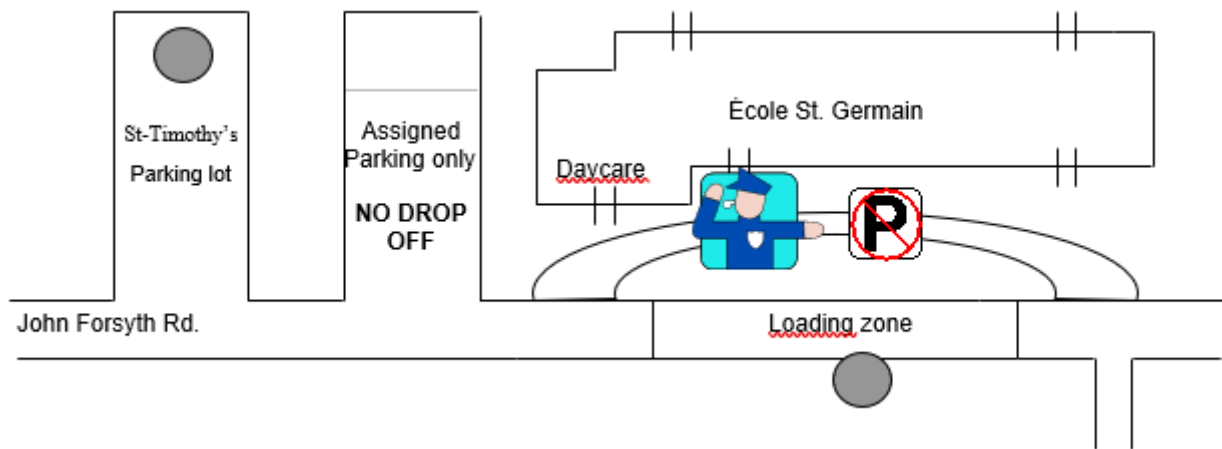 St-Timothy's
Parking lot
Assigned
Parking only
NO DROP
OFF
École St. Germain
Daycare
P
John Forsyth Rd.
Loading zone